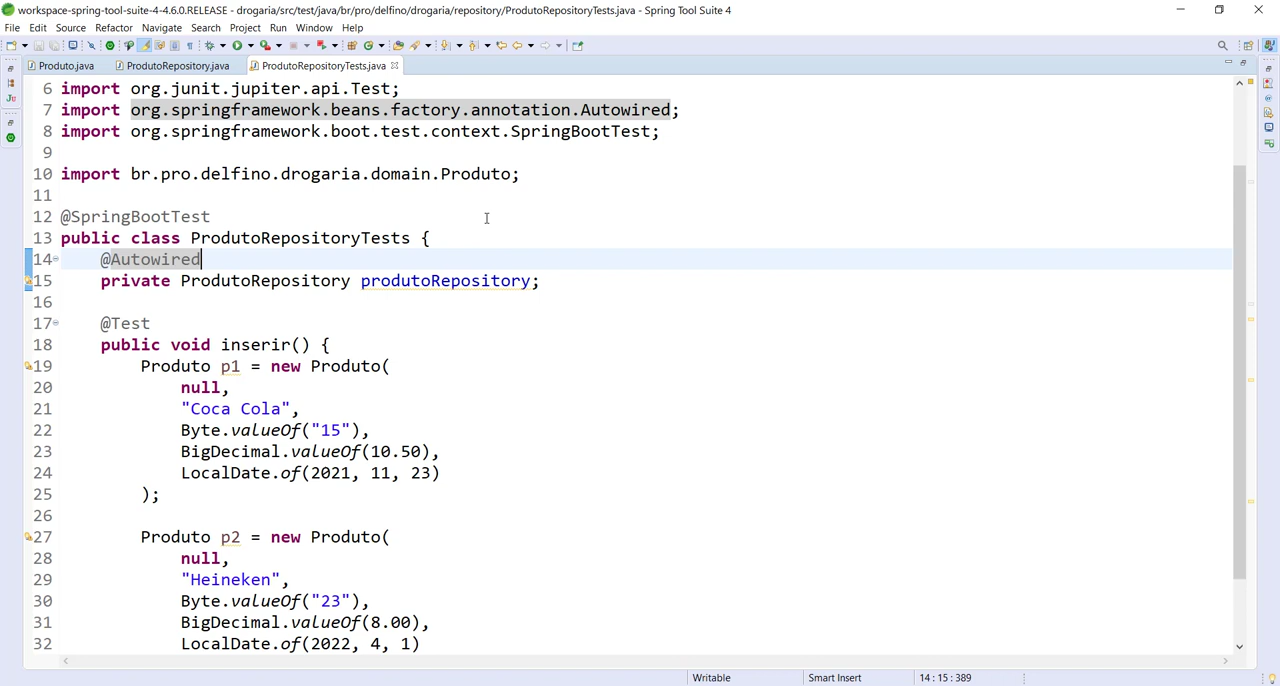 workspace-spring-tool-suite-4-4.6.0.RELEASE - drogaria/src/test/java/br/pro/delfino/drogaria/repository/ProdutoRepositoryTests.java - Spring Tool Suite 4
File Edit Source Refactor Navigate Search Project Run Window Help
Produto.java ProdutoRepository.java ProdutoRepositoryTests.java
6 import org.junit.jupiter.api.Test;
7 import org.springframework.beans.factory.annotation.Autowired;
8 import org.springframework.boot.test.context.SpringBootTest;
9
10 import br.pro.delfino.drogaria.domain.Produto;
11
12 @SpringBootTest
13 public class ProdutoRepositoryTests {
14 @Autowired
15 private ProdutoRepository produtoRepository;
16
17 @Test
18 public void inserir() {
19 Produto p1 = new Produto(
20 null,
21 "Coca Cola",
22 Byte.valueOf("15"),
23 BigDecimal.valueOf(10.50),
24 LocalDate.of(2021, 11, 23)
25 );
26
27 Produto p2 = new Produto(
28 null,
29 "Heineken",
30 Byte.valueOf("23"),
31 BigDecimal.valueOf(8.00),
32 LocalDate.of(2022, 4, 1)
Writable Smart Insert 14 : 15 : 389